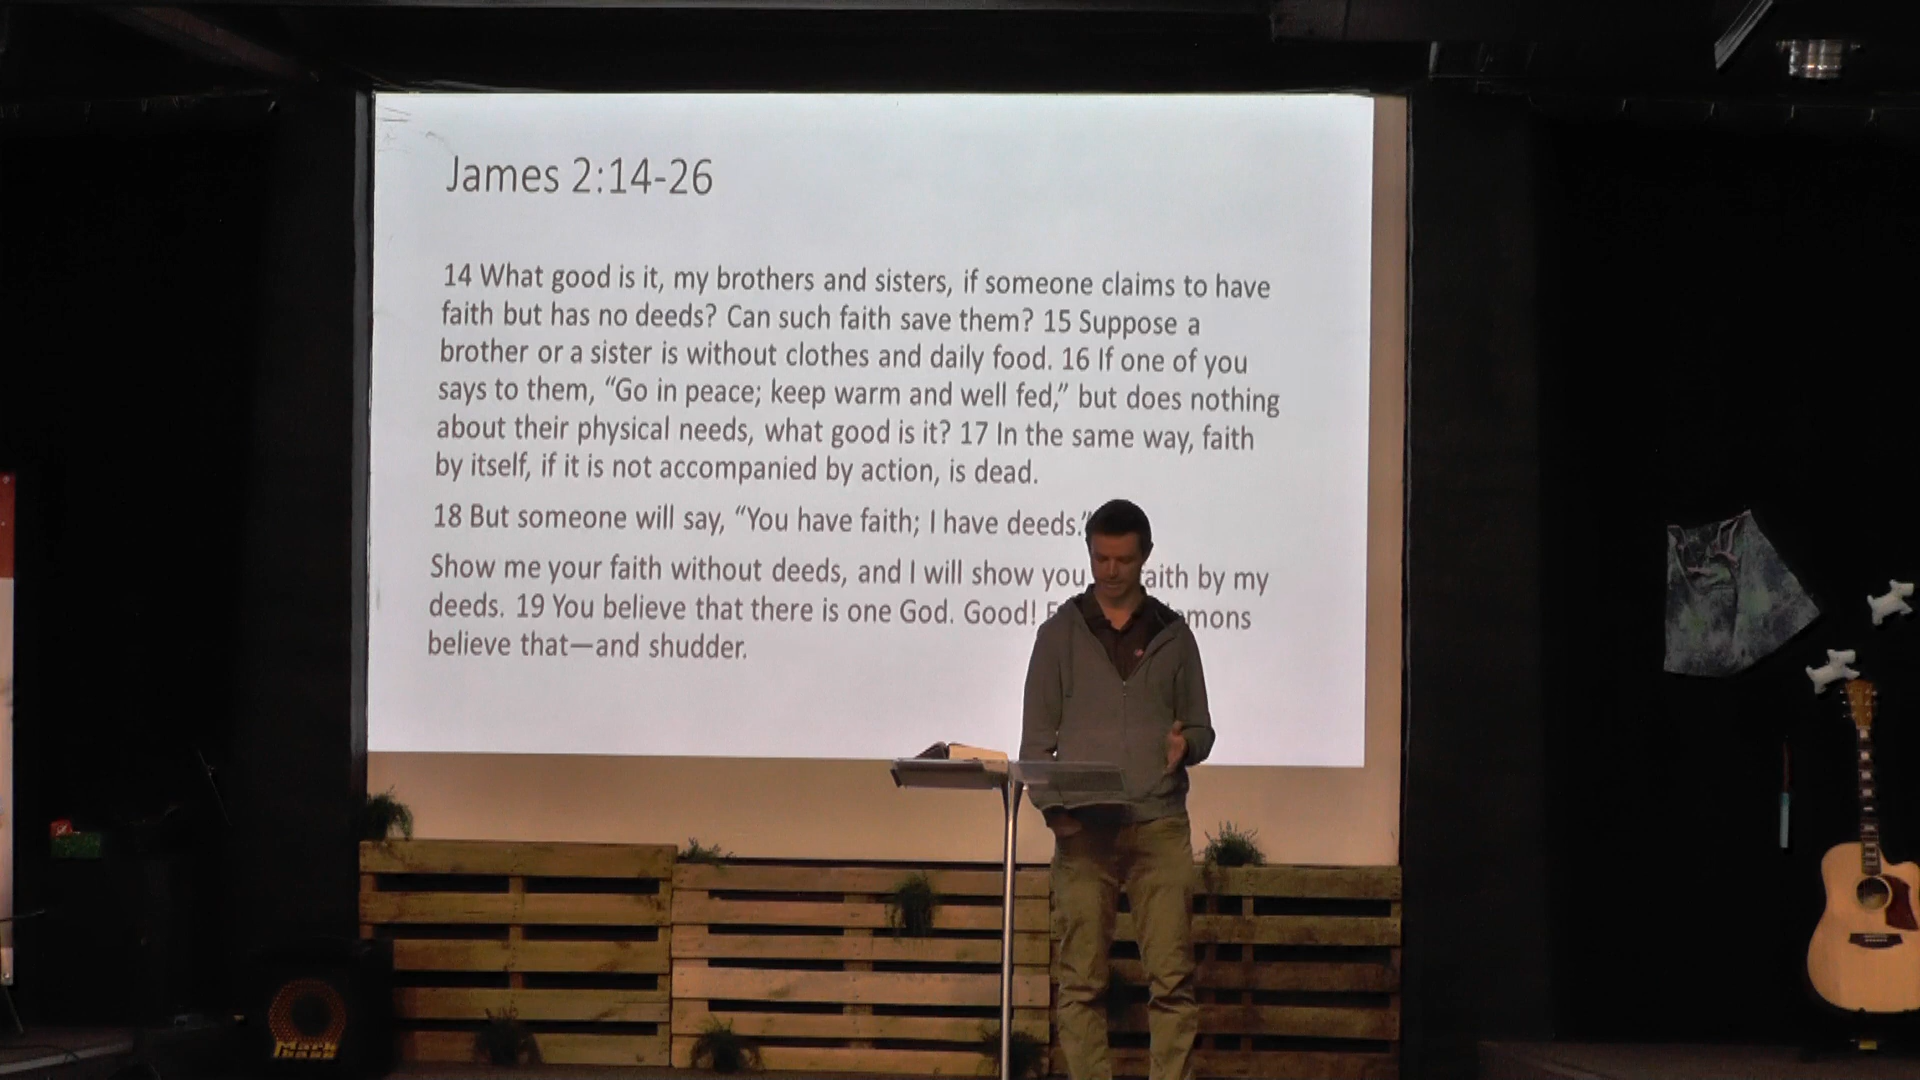 James 2:14-26
14 What good is it, my brothers and sisters, if someone claims to have
faith but has no deeds? Can such faith save them? 15 Suppose a
brother or a sister is without clothes and daily food. 16 If one of you
says to them, “Go in peace; keep warm and well fed,” but does nothing
about their physical needs, what good is it? 17 In the same way, faith
by itself, if it is not accompanied by action, is dead.
18 But someone will say, “You have faith; I have deeds.”
Show me your faith without deeds, and I will show you aith by my
deeds. 19 You believe that there is one God. Good! emons
believe that—and shudder.